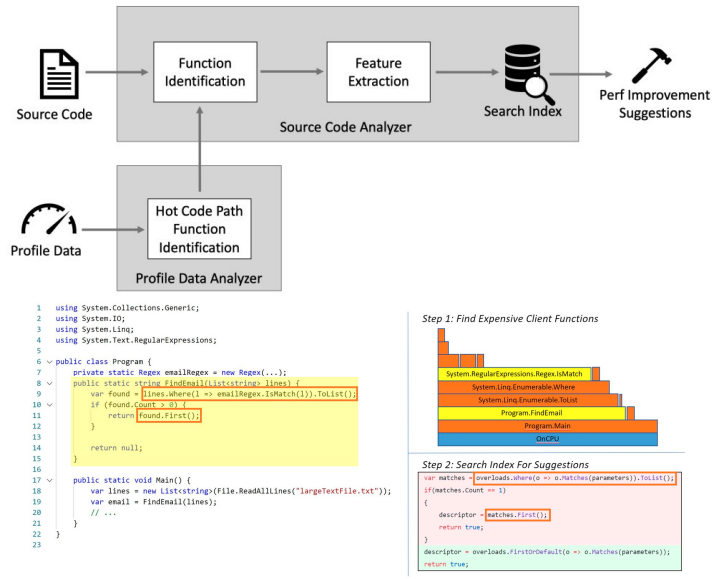 Source Code
Function
Identification
Feature
Extraction
Search Index
Perf Improvement
Suggestions
Source Code Analyzer
Profile Data
Hot Code Path
Function
Identification
Profile Data Analyzer
1 using System.Collections.Generic;
2 using System.IO;
3 using System.Linq;
4 using System.Text.RegularExpressions;
5
6 public class Program {
7 private static Regex emailRegex = new Regex(...);
8 public static string FindEmail(List<string> lines) {
9 var found = lines.Where(l => emailRegex.IsMatch(l)).ToList();
10 if (found.Count > 0) {
11 return found.First();
12 }
13
14 return null;
15 }
16
17 public static void Main() {
18 var lines = new List<string>(File.ReadAllLines("largeTextFile.txt"));
19 var email = FindEmail(lines);
20 // ...
21 }
22 }
23
Step 1: Find Expensive Client Functions
System.RegularExpressions.Regex.IsMatch
System.Linq.Enumerable.Where
System.Linq.Enumerable.ToList
Program.FindEmail
Program.Main
OnCPU
Step 2: Search Index For Suggestions
var matches = overloads.Where(o => o.Matches(parameters)).ToList();
if(matches.Count == 1)
{
descriptor = matches.First();
return true;
}
descriptor = overloads.FirstOrDefault(o => o.Matches(parameters));
return true;